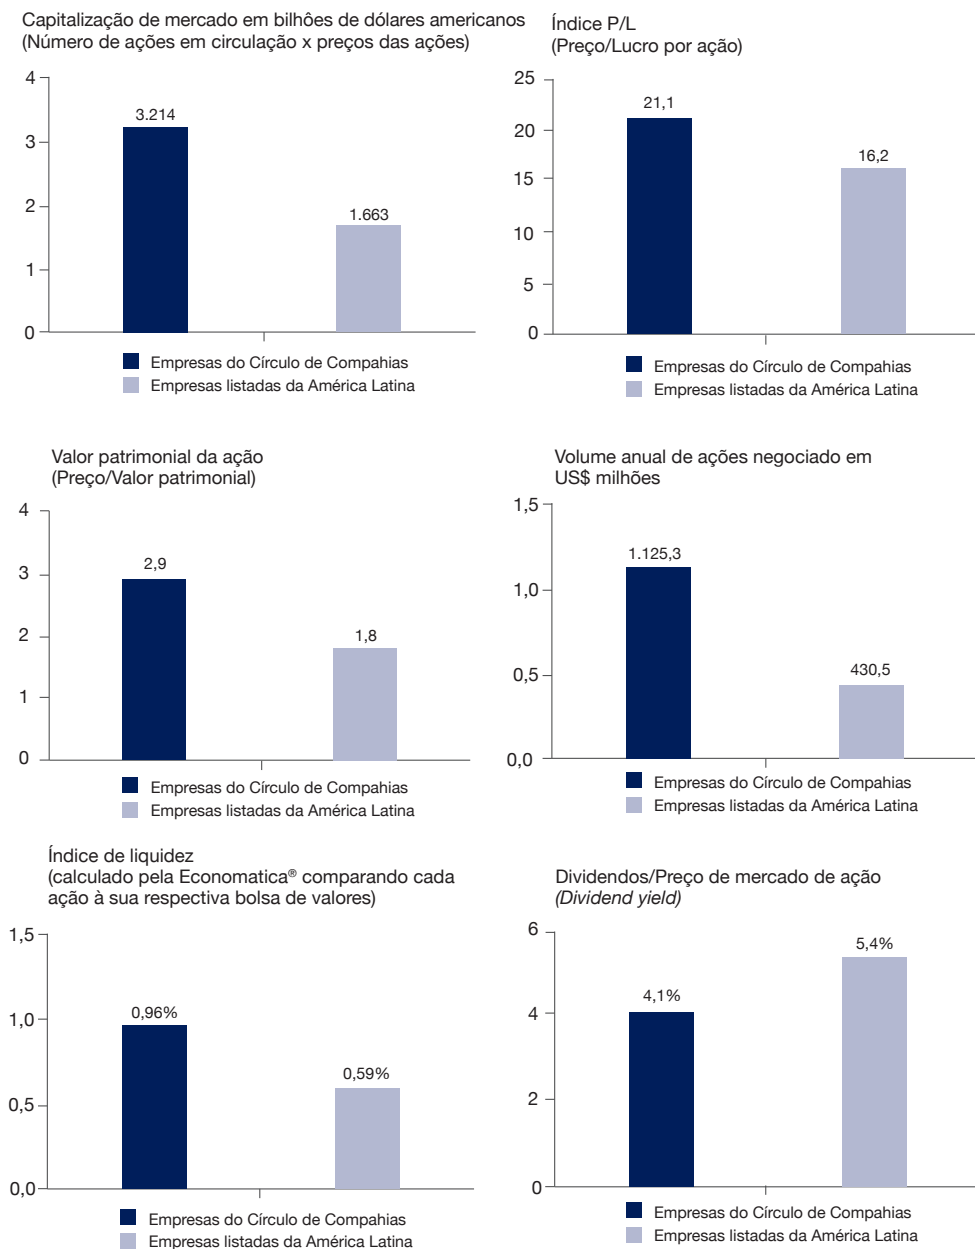 Capitalização de mercado em bilhôes de dólares americanos
(Número de ações em circulação x preços das ações)
4
3
2
1
0
3.214
1.663
Empresas do Círculo de Compahias
Empresas listadas da América Latina
Índice P/L
(Preço/Lucro por ação)
25
20
15
10
5
0
21,1
16,2
Empresas do Círculo de Compahias
Empresas listadas da América Latina
Valor patrimonial da ação
(Preço/Valor patrimonial)
4
3
2
1
0
2,9
1,8
Empresas do Círculo de Compahias
Empresas listadas da América Latina
Volume anual de ações negociado em
US$ milhões
1,5
1,0
0,5
0,0
1.125,3
430,5
Empresas do Círculo de Compahias
Empresas listadas da América Latina
Índice de liquidez
(calculado pela Economatica® comparando cada
ação à sua respectiva bolsa de valores)
1,5
1,0
0,5
0,0
0,96%
0,59%
Empresas do Círculo de Compahias
Empresas listadas da América Latina
Dividendos/Preço de mercado de ação
(Dividend yield)
6
4
2
0
4,1%
5,4%
Empresas do Círculo de Compahias
Empresas listadas da América Latina